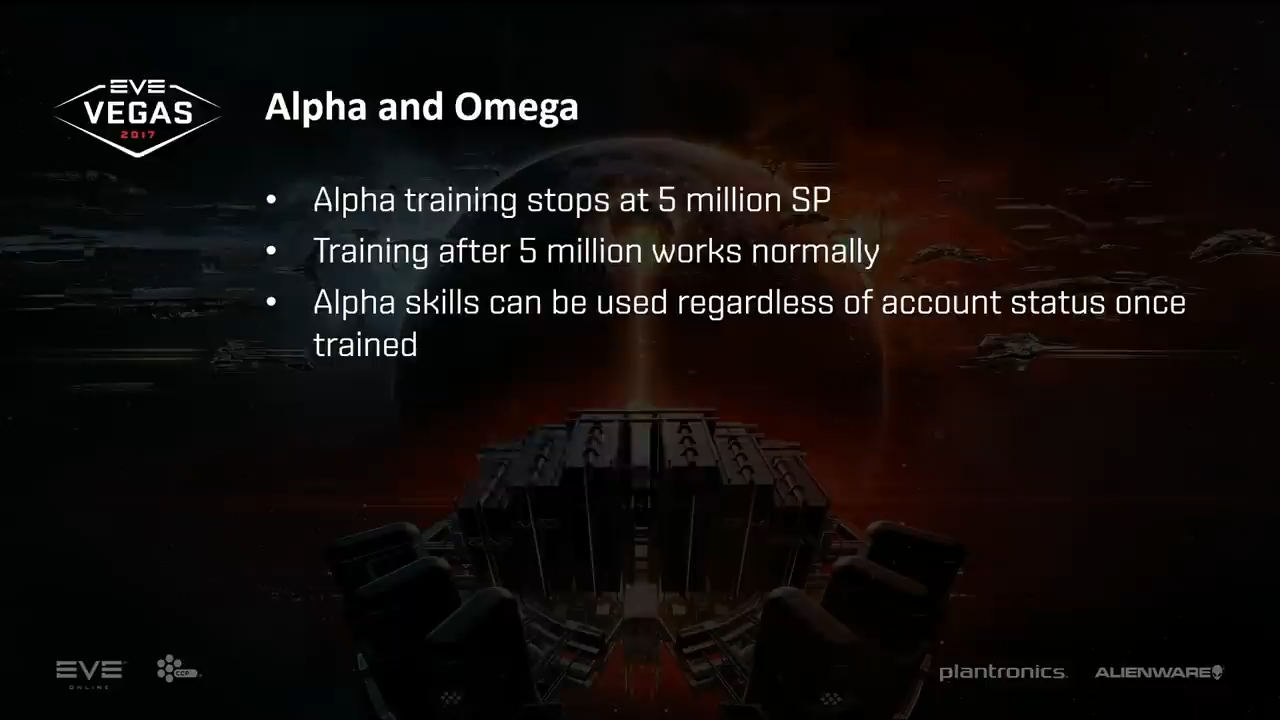 EVE
VEGAS
2017
Alpha and Omega
• Alpha training stops at 5 million SP
• Training after 5 million works normally
• Alpha skills can be used regardless of account status once
trained
EVE
ONLINE
CCP
plantronics.
ALIENWARE